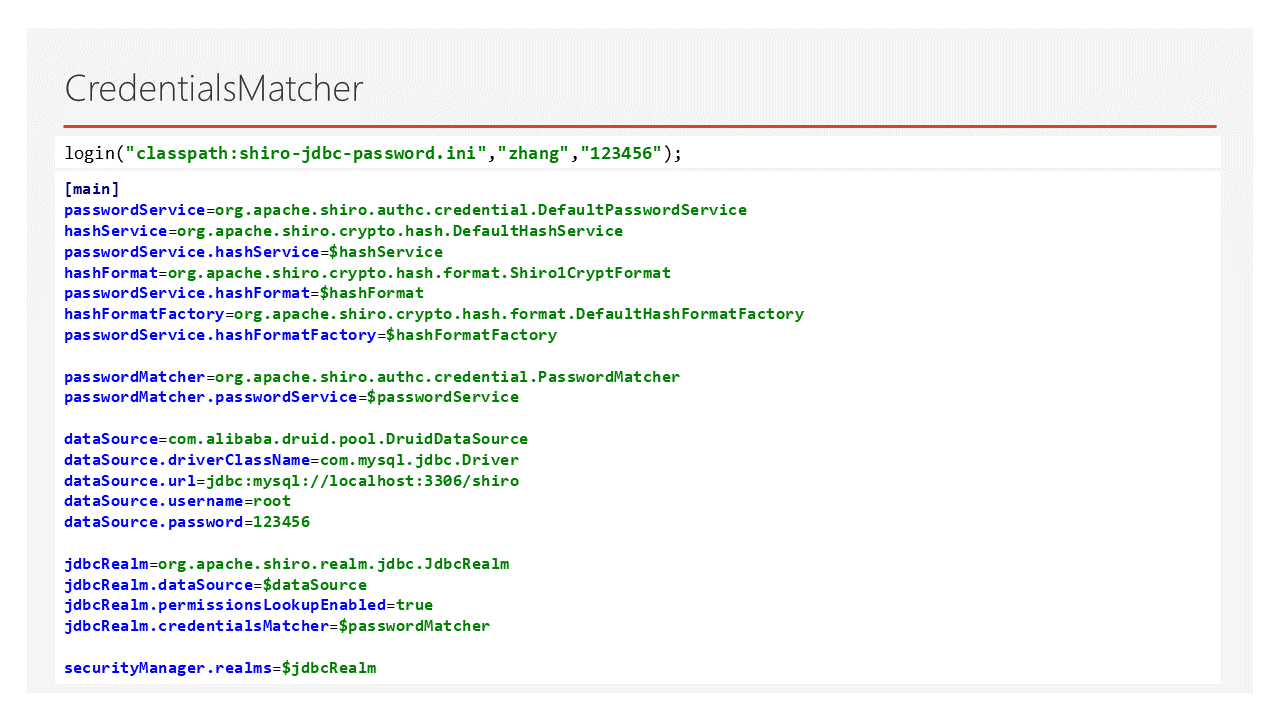 CredentialsMatcher
login("classpath:shiro-jdbc-password.ini","zhang","123456");
[main]
passwordService=org.apache.shiro.authc.credential.DefaultPasswordService
hashService=org.apache.shiro.crypto.hash.DefaultHashService
passwordService.hashService=$hashService
hashFormat=org.apache.shiro.crypto.hash.format.Shiro1CryptFormat
passwordService.hashFormat=$hashFormat
hashFormatFactory=org.apache.shiro.crypto.hash.format.DefaultHashFormatFactory
passwordService.hashFormatFactory=$hashFormatFactory
passwordMatcher=org.apache.shiro.authc.credential.PasswordMatcher
passwordMatcher.passwordService=$passwordService
dataSource=com.alibaba.druid.pool.DruidDataSource
dataSource.driverClassName=com.mysql.jdbc.Driver
dataSource.url=jdbc:mysql://localhost:3306/shiro
dataSource.username=root
dataSource.password=123456
jdbcRealm=org.apache.shiro.realm.jdbc.JdbcRealm
jdbcRealm.dataSource=$dataSource
jdbcRealm.permissionsLookupEnabled=true
jdbcRealm.credentialsMatcher=$passwordMatcher
securityManager.realms=$jdbcRealm